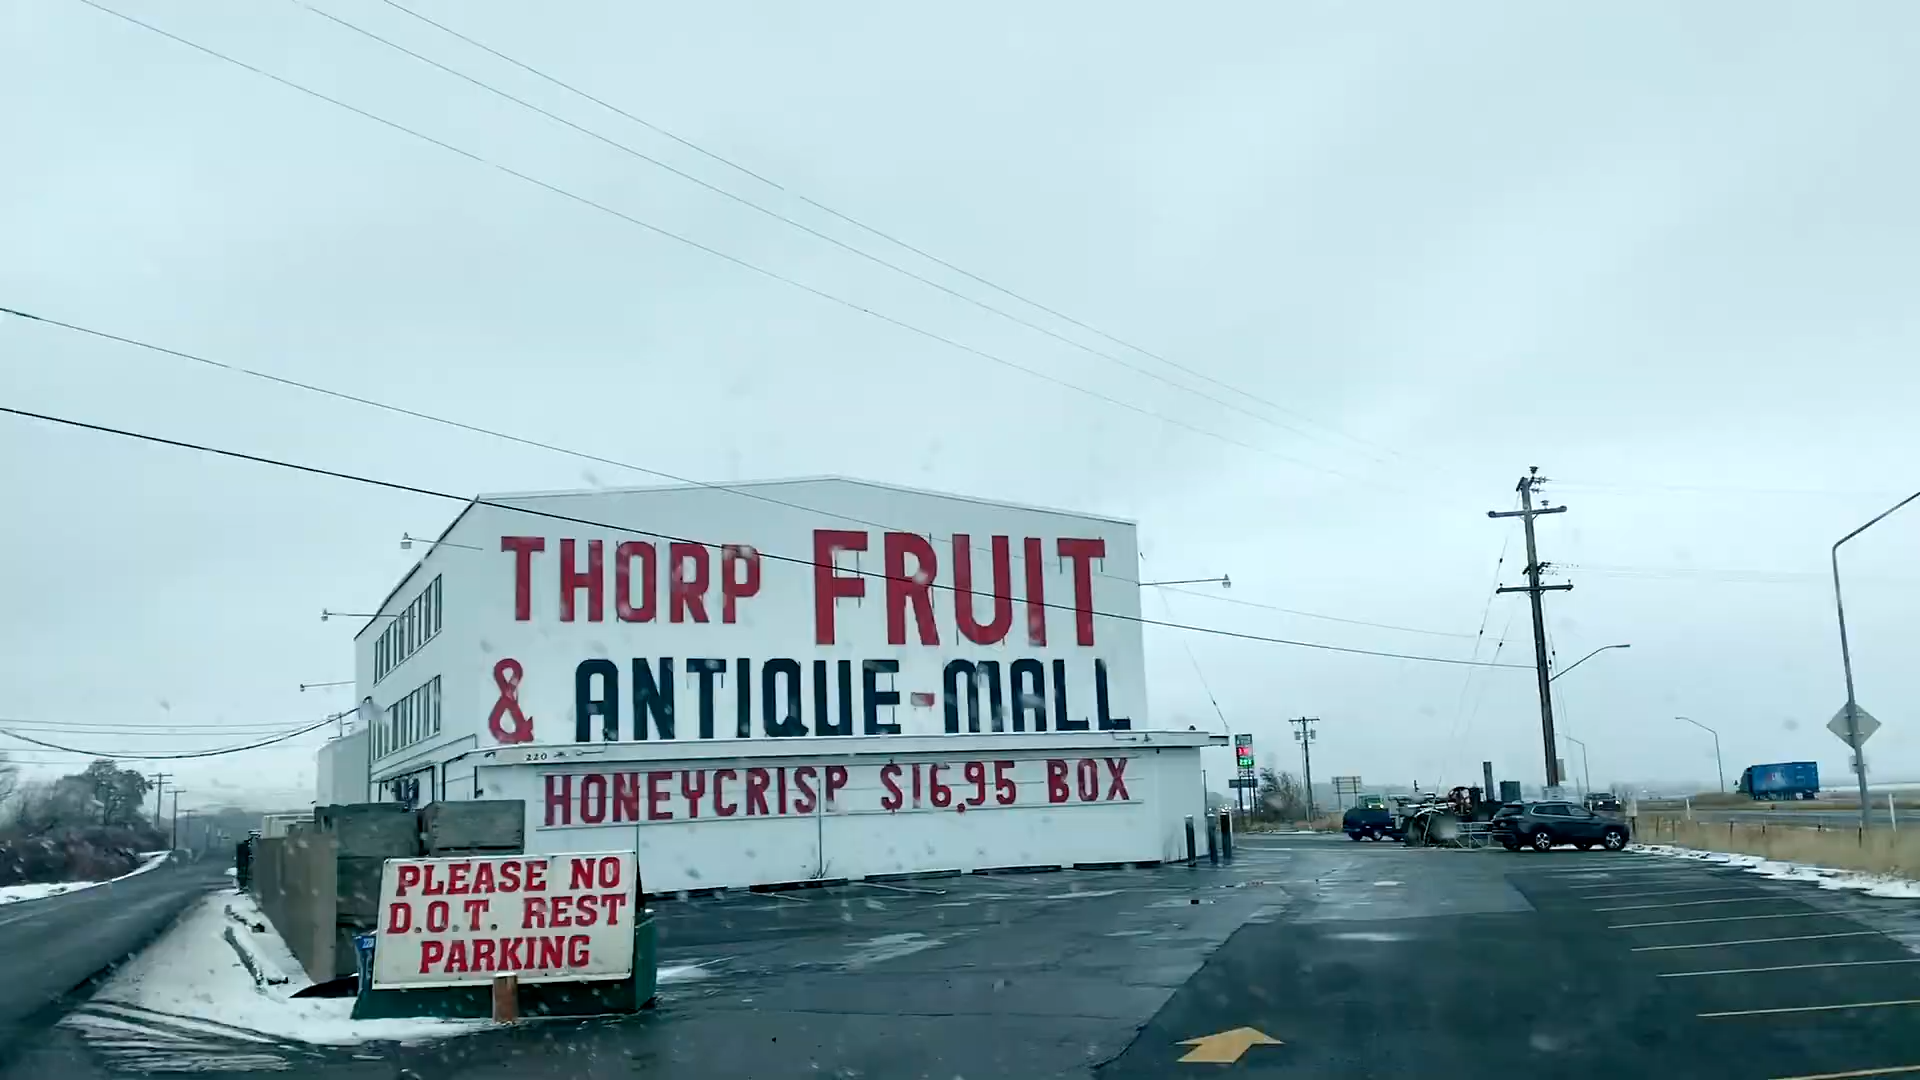 THORP FRUIT
& ANTIQUE-MALL
220
HONEYCRISP $16.95 BOX
PLEASE NO
D.O.T. REST
PARKING